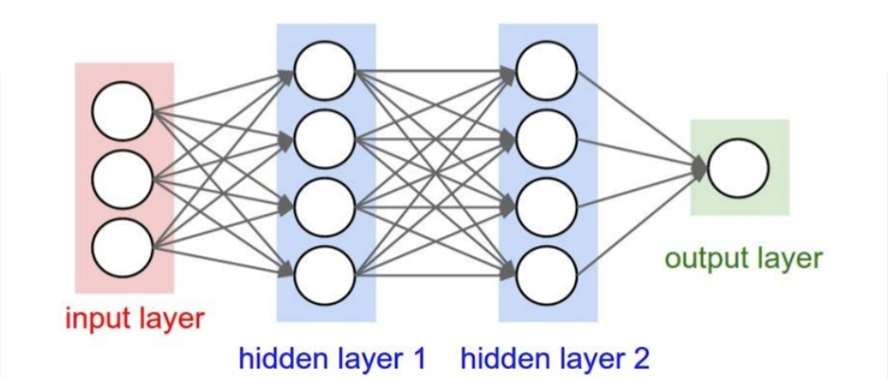 input layer
hidden layer 1
hidden layer 2
output layer